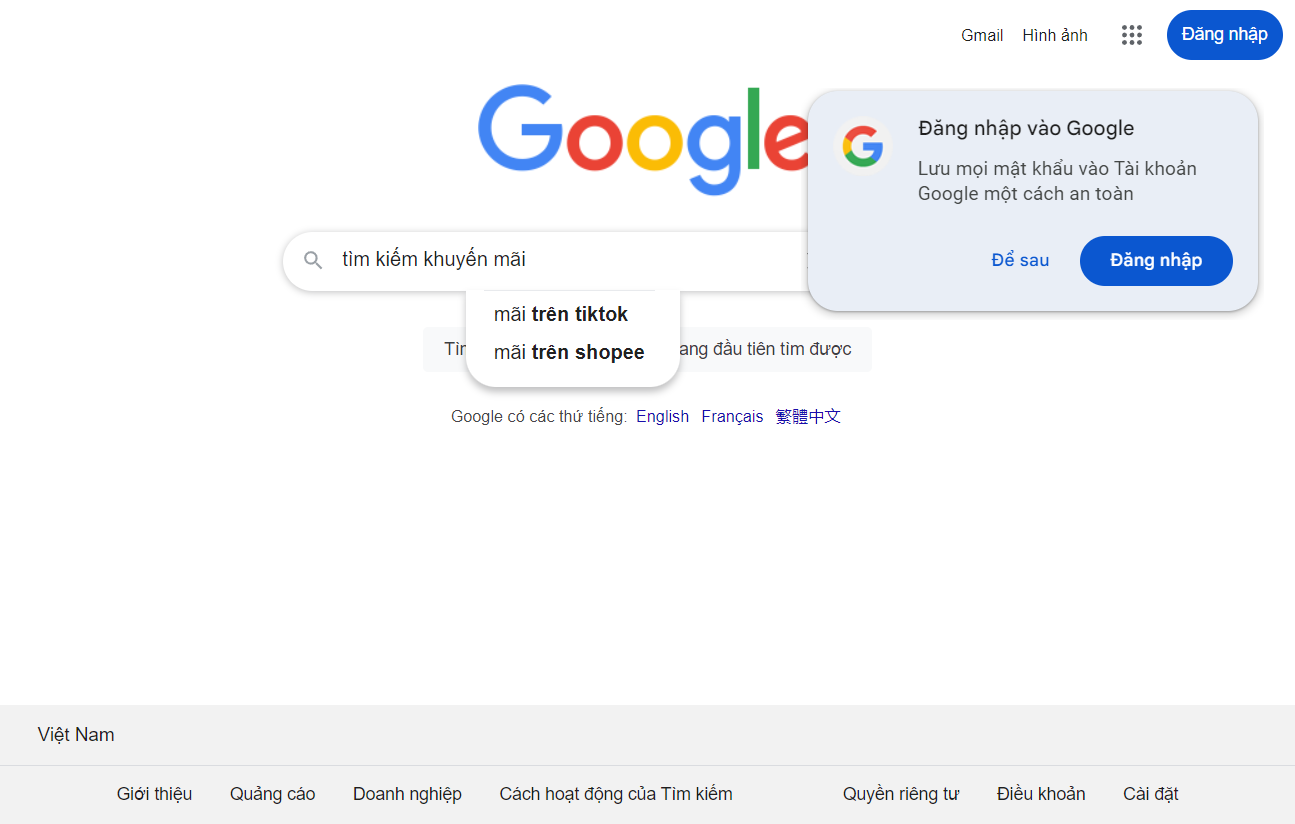 Gmail Hình ảnh Đăng nhập
Google
Đăng nhập vào Google
Lưu mọi mật khẩu vào Tài khoản
Google một cách an toàn
Để sau Đăng nhập
tìm kiếm khuyến mãi
mãi trên tiktok
mãi trên shopee
đầu tiên tìm được
Google có các thứ tiếng: English Français 繁體中文
Việt Nam
Giới thiệu Quảng cáo Doanh nghiệp Cách hoạt động của Tìm kiếm Quyền riêng tư Điều khoản Cài đặt